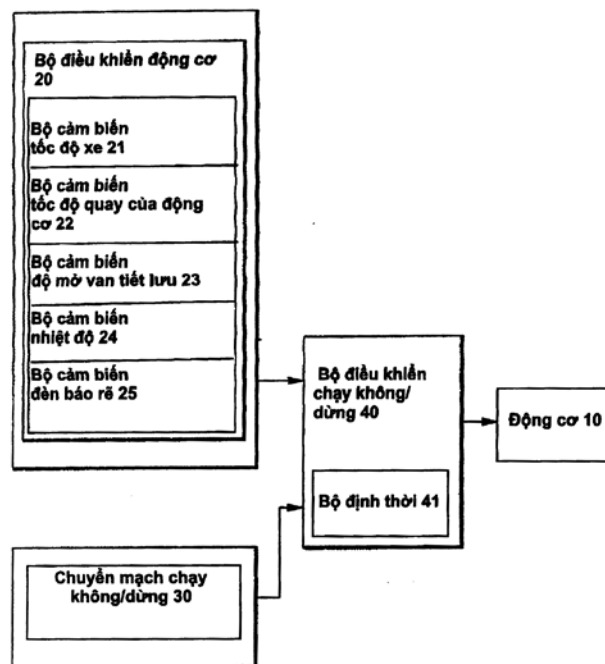 Bộ điều khiển động cơ
20
Bộ cảm biến
tốc độ xe 21
Bộ cảm biến
tốc độ quay của động
cơ 22
Bộ cảm biến
độ mở van tiết lưu 23
Bộ cảm biến
nhiệt độ 24
Bộ cảm biến
đèn báo rẽ 25
Bộ điều khiển
chạy không/
dừng 40
Bộ định thời 41
Động cơ 10
Chuyển mạch chạy
không/dừng 30